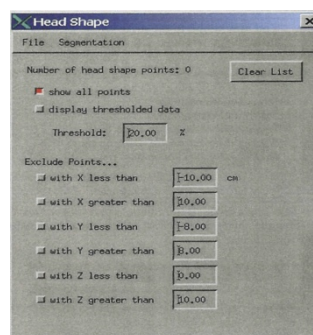 Head Shape
File Segmentation
Number of head shape points: 0 Clear List
show all points
display thresholded data
Threshold: 20.00 %
Exclude Points...
with X less than -10.00 cm
with X greater than 10.00
with Y less than -8.00
with Y greater than 8.00
with Z less than 0.00
with Z greater than 10.00